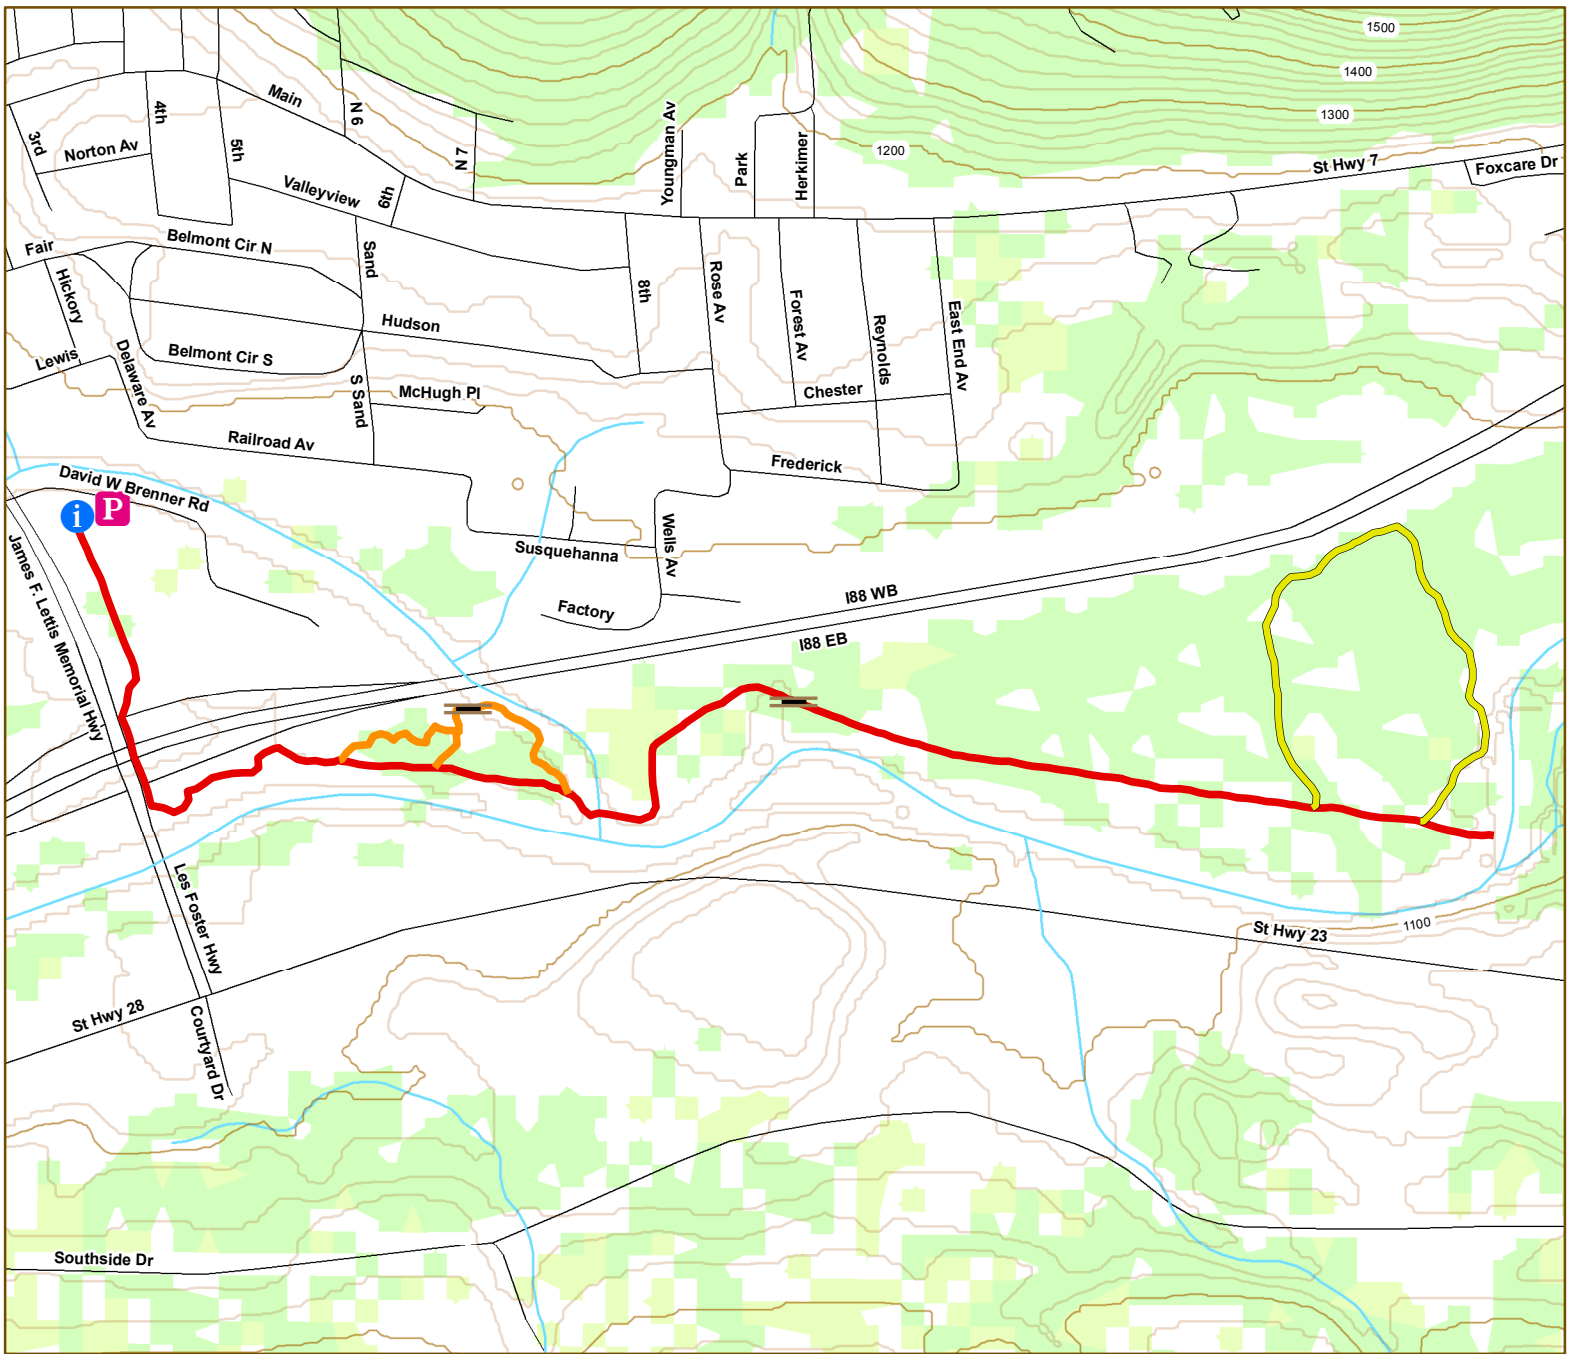 1500
1400
1300
1200
Main
N 6
4th
5th
3rd
Norton Av
N 7
Youngman Av
Park
Herkimer
St Hwy 7
Foxcare Dr
Valleyview
6th
Fair
Belmont Cir N
Sand
Hickory
8th
Rose Av
Forest Av
Reynolds
East End Av
Hudson
Lewis
Delaware Av
Belmont Cir S
S Sand
McHugh Pl
Chester
Railroad Av
Frederick
David W Brenner Rd
i
P
Wells Av
Susquehanna
James F. Lettis Memorial Hwy
Factory
I88 WB
I88 EB
Les Foster Hwy
1100
St Hwy 23
St Hwy 28
Courtyard Dr
Southside Dr